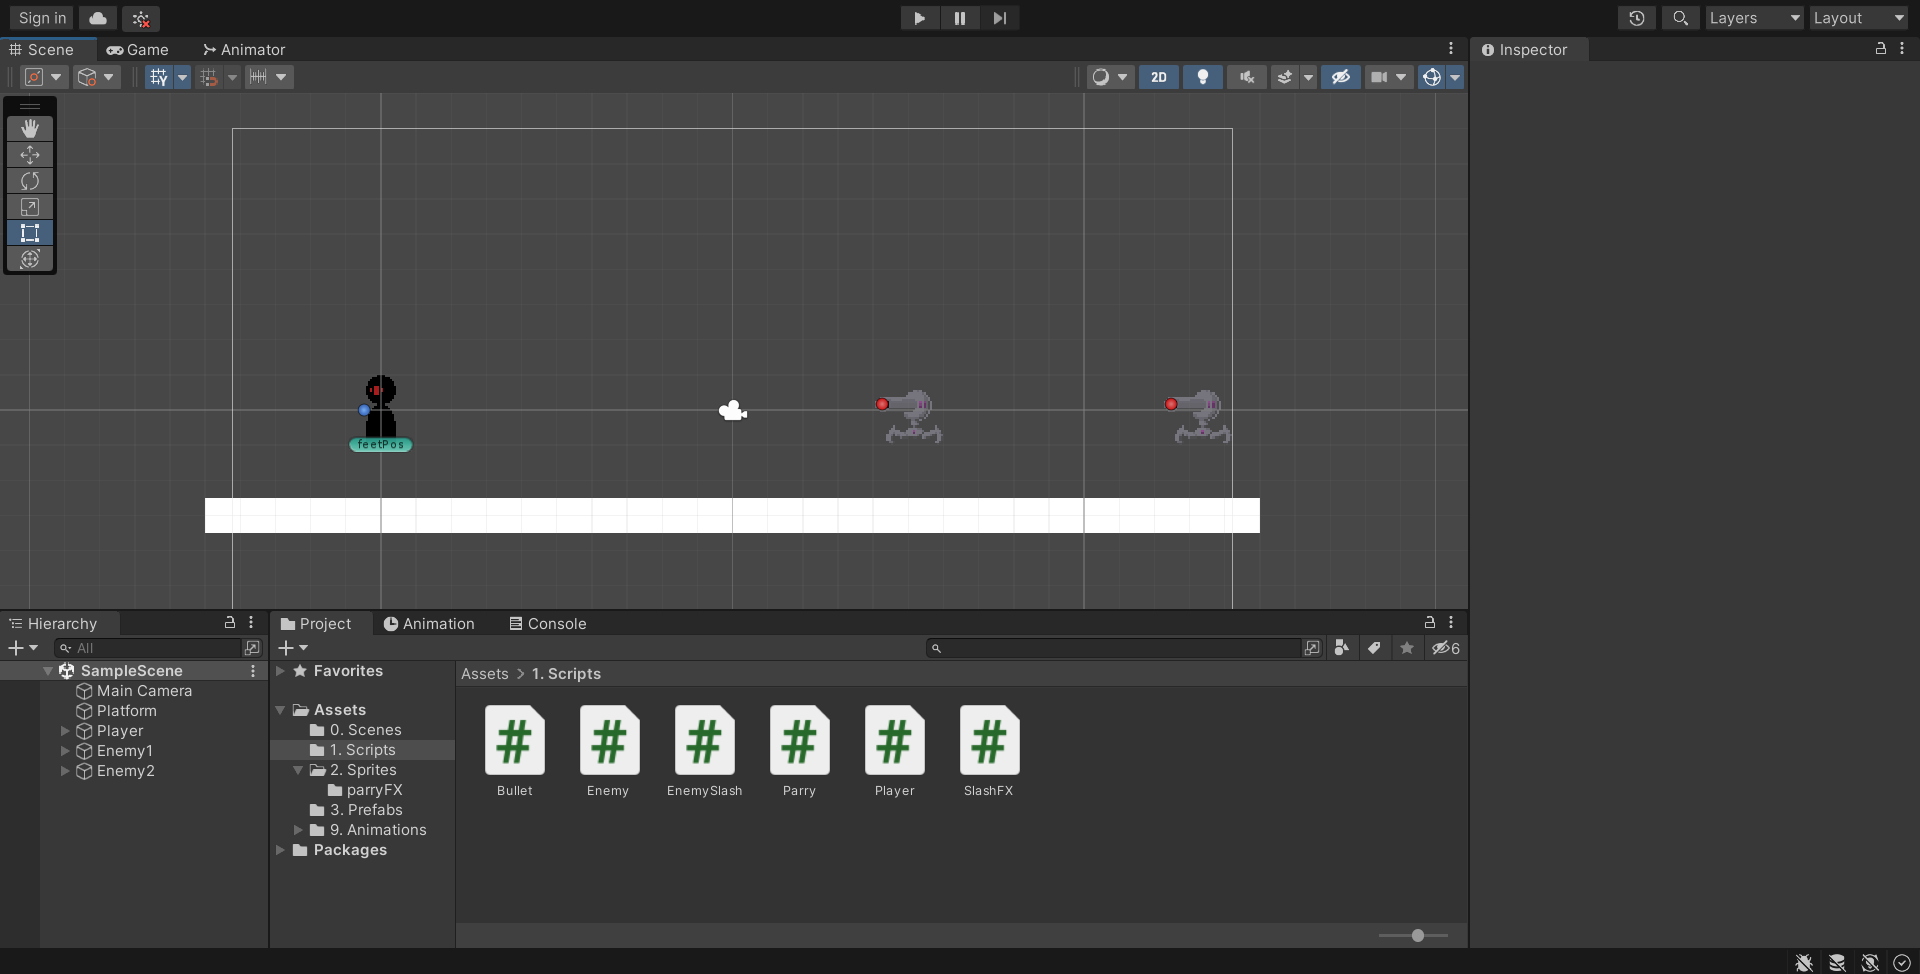 Sign in
Layers
Layout
Scene
Game
Animator
Inspector
2D
feetPos
Hierarchy
Project
Animation
Console
All
6
SampleScene
Main Camera
Platform
Player
Enemy1
Enemy2
Favorites
Assets
0. Scenes
1. Scripts
2. Sprites
parryFX
3. Prefabs
9. Animations
Packages
Assets > 1. Scripts
Bullet
Enemy
EnemySlash
Parry
Player
SlashFX